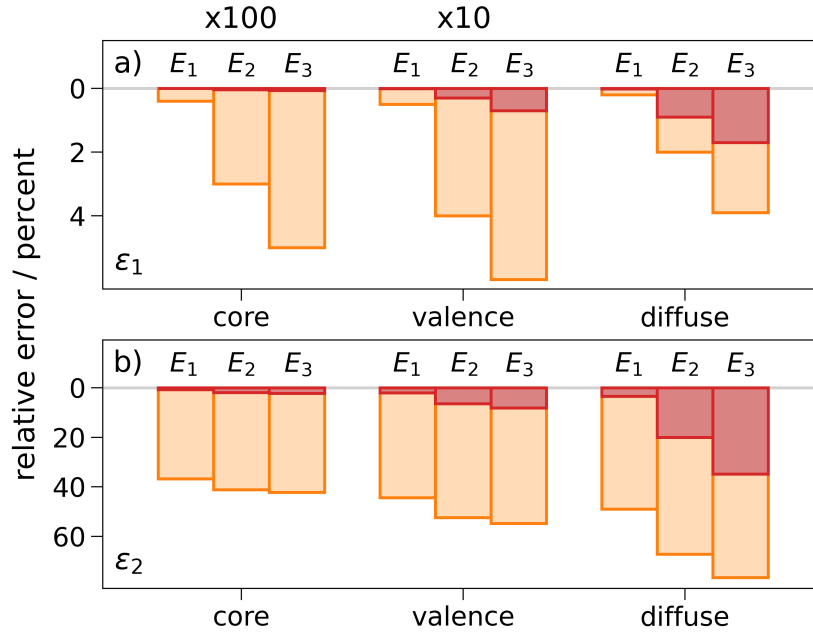 x100 x10
a) E₁ E₂ E₃ E₁ E₂ E₃ E₁ E₂ E₃
0
2
4
ε₁
core valence diffuse
relative error / percent
b) E₁ E₂ E₃ E₁ E₂ E₃ E₁ E₂ E₃
0
20
40
60
ε₂
core valence diffuse